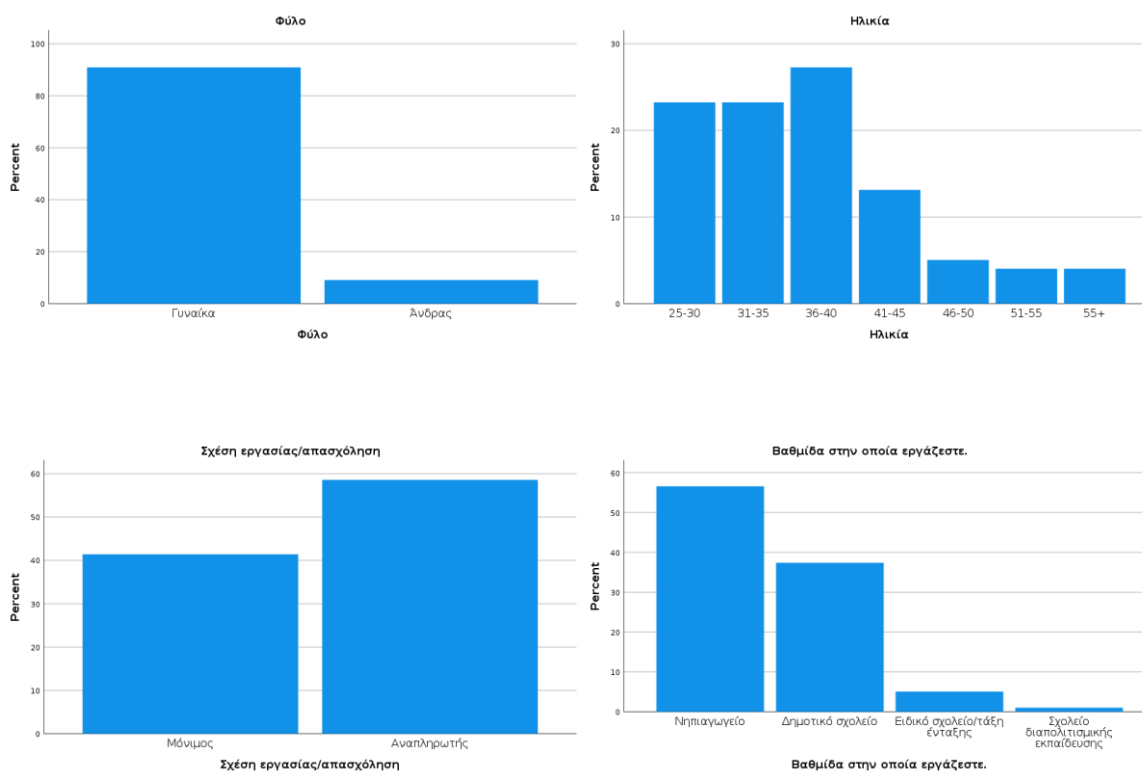 Φύλο
100
80
60
40
20
0
Percent
Γυναίκα Άνδρας
Φύλο
Ηλικία
30
20
10
0
Percent
25-30 31-35 36-40 41-45 46-50 51-55 55+
Ηλικία
Σχέση εργασίας/απασχόληση
60
50
40
30
20
10
0
Percent
Μόνιμος Αναπληρωτής
Σχέση εργασίας/απασχόληση
Βαθμίδα στην οποία εργάζεστε.
60
50
40
30
20
10
0
Percent
Νηπιαγωγείο Δημοτικό σχολείο Ειδικό σχολείο/τάξη Σχολείο
ένταξης διαπολιτισμικής
εκπαίδευσης
Βαθμίδα στην οποία εργάζεστε.